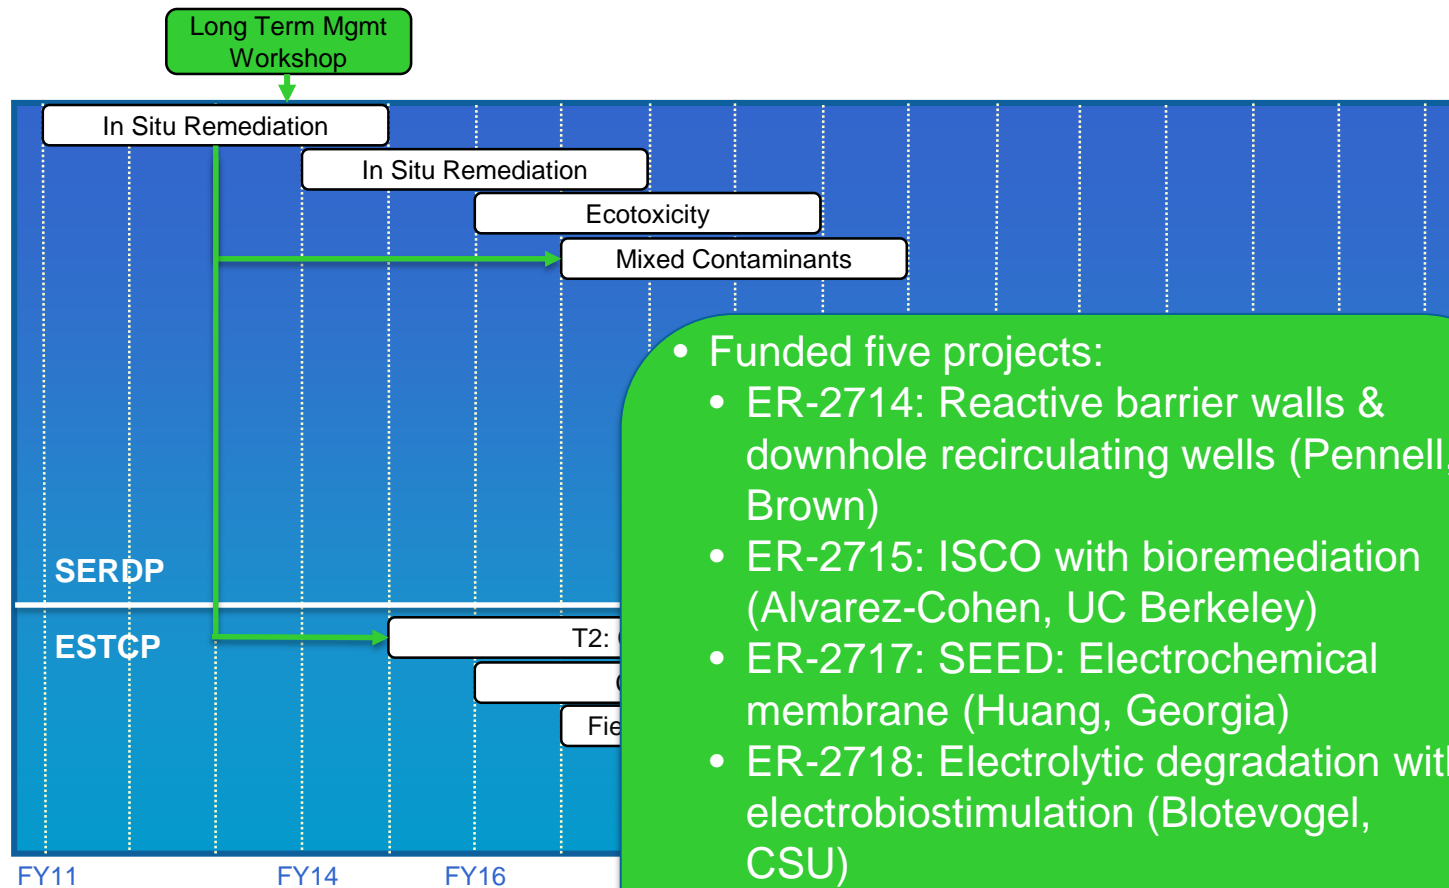 Long Term Mgmt
Workshop
In Situ Remediation
In Situ Remediation
Ecotoxicity
Mixed Contaminants
• Funded five projects:
• ER-2714: Reactive barrier walls &
downhole recirculating wells (Pennell,
Brown)
• ER-2715: ISCO with bioremediation
(Alvarez-Cohen, UC Berkeley)
• ER-2717: SEED: Electrochemical
membrane (Huang, Georgia)
• ER-2718: Electrolytic degradation with
electrobiostimulation (Blotevogel,
CSU)
SERDP
ESTCP
T2:
FY11
FY14
FY16